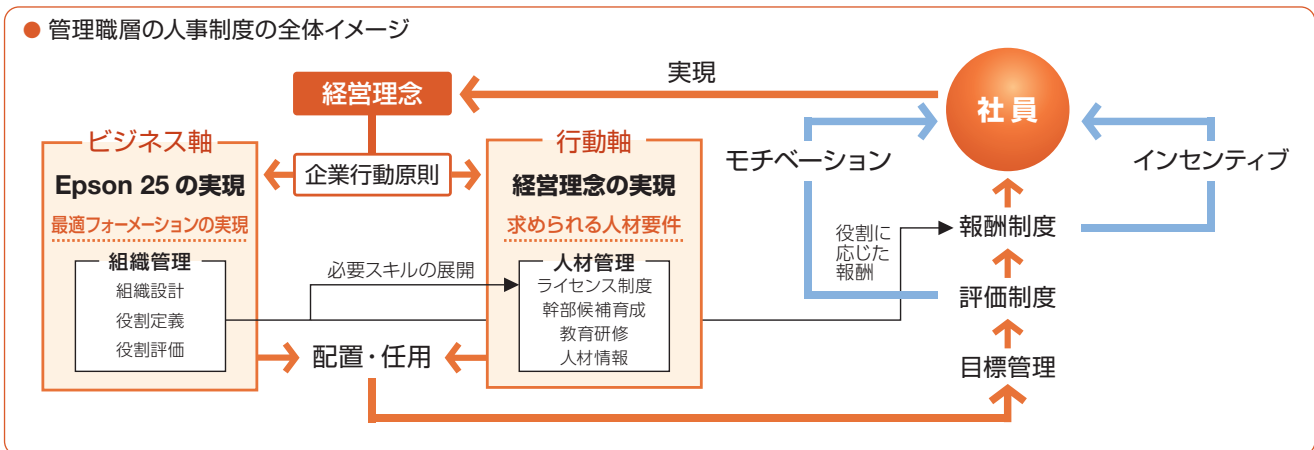 ● 管理職層の人事制度の全体イメージ
実現
経営理念
社員
ビジネス軸
Epson 25 の実現
最適フォーメーションの実現
組織管理
組織設計
役割定義
役割評価
企業行動原則
行動軸
経営理念の実現
求められる人材要件
人材管理
ライセンス制度
幹部候補育成
教育研修
人材情報
必要スキルの展開
配置・任用
モチベーション
インセンティブ
役割に
応じた
報酬
報酬制度
評価制度
目標管理